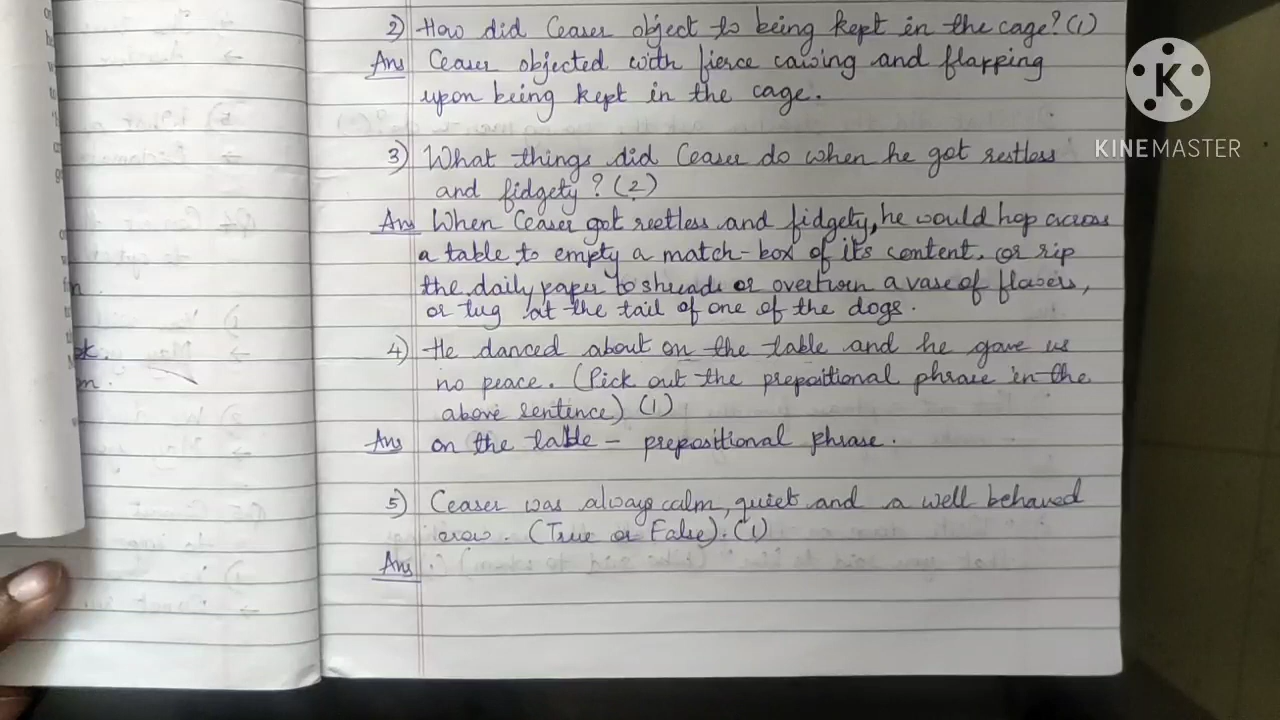 2) How did Ceaser object to being kept in the cage? (1)
Ans Ceaser objected with fierce cawing and flapping
upon being kept in the cage.
3) What things did Ceaser do when he got restless
and fidgety? (2)
Ans When Ceaser got restless and fidgety, he would hop across
a table to empty a match-box of its content, or rip
the daily paper to shreads or overturn a vase of flowers,
or tug at the tail of one of the dogs.
4) He danced about on the table and he gave us
no peace. (Pick out the prepositional phrase in the
above sentence) (1)
Ans on the table - prepositional phrase.
5) Ceaser was always calm, quiet and a well behaved
crow. (True or False). (1)
Ans
K
KINEMASTER